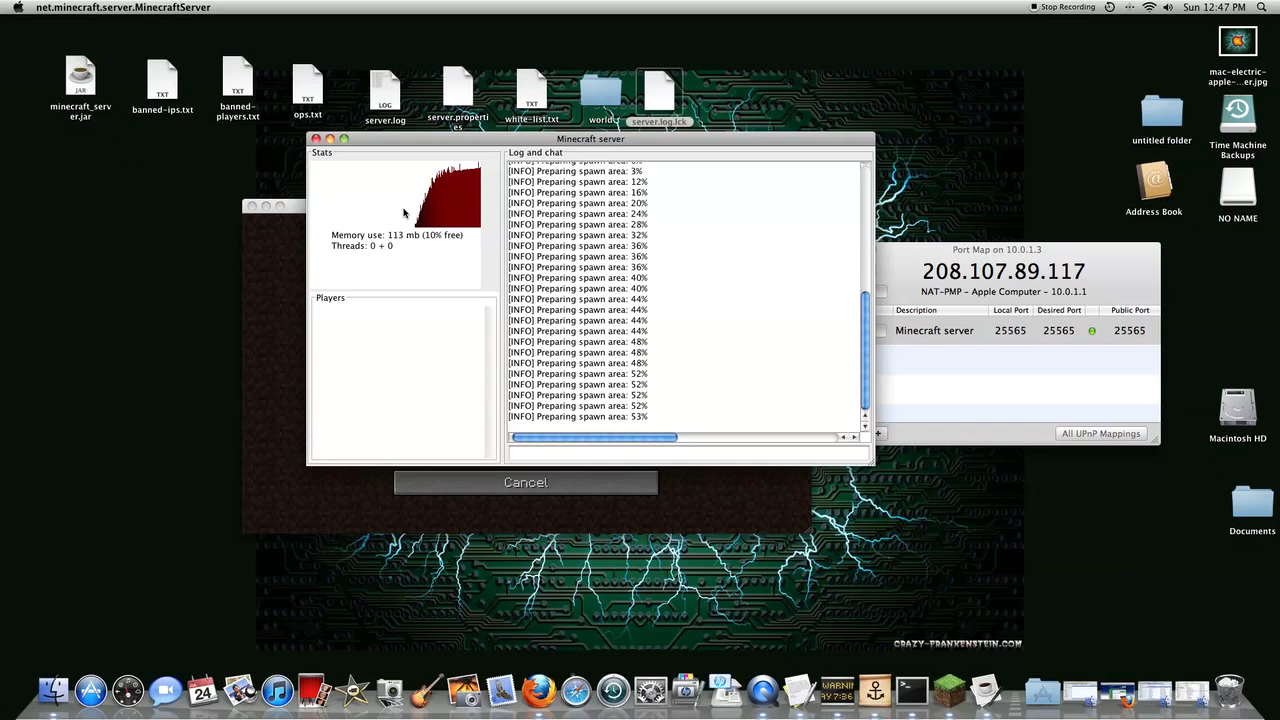 net.minecraft.server.MinecraftServer
Stop Recording
Sun 12:47 PM
JAR
minecraft_serv
er.jar
TXT
banned-ips.txt
TXT
banned-
players.txt
TXT
ops.txt
LOG
server.log
server.properti
es
TXT
white-list.txt
world
server.log.lck
mac-electric
-apple-...er.jpg
untitled folder
Time Machine
Backups
Address Book
NO NAME
Macintosh HD
Documents
Minecraft server
Stats
Memory use: 113 mb (10% free)
Threads: 0 + 0
Players
Log and chat
[INFO] Preparing spawn area: 3%
[INFO] Preparing spawn area: 12%
[INFO] Preparing spawn area: 16%
[INFO] Preparing spawn area: 20%
[INFO] Preparing spawn area: 24%
[INFO] Preparing spawn area: 28%
[INFO] Preparing spawn area: 32%
[INFO] Preparing spawn area: 36%
[INFO] Preparing spawn area: 36%
[INFO] Preparing spawn area: 36%
[INFO] Preparing spawn area: 40%
[INFO] Preparing spawn area: 40%
[INFO] Preparing spawn area: 44%
[INFO] Preparing spawn area: 44%
[INFO] Preparing spawn area: 44%
[INFO] Preparing spawn area: 44%
[INFO] Preparing spawn area: 48%
[INFO] Preparing spawn area: 48%
[INFO] Preparing spawn area: 48%
[INFO] Preparing spawn area: 52%
[INFO] Preparing spawn area: 52%
[INFO] Preparing spawn area: 52%
[INFO] Preparing spawn area: 52%
[INFO] Preparing spawn area: 53%
Port Map on 10.0.1.3
208.107.89.117
NAT-PMP - Apple Computer - 10.0.1.1
Description Local Port Desired Port Public Port
Minecraft server 25565 25565 25565
All UPnP Mappings
Cancel
CRAZY-FRANKENSTEIN.COM
24
WARNIN